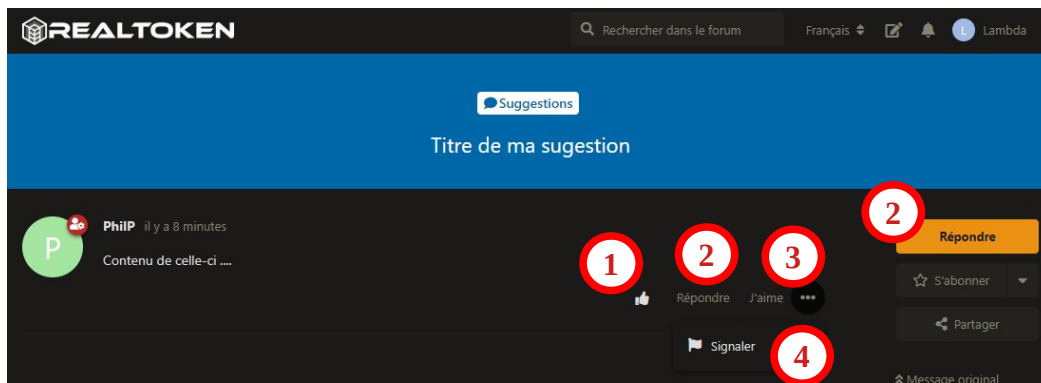 REALTOKEN
Rechercher dans le forum
Français
L
Lambda
Suggestions
Titre de ma sugestion
P
PhilP il y a 8 minutes
Contenu de celle-ci ....
1
2
3
Répondre J'aime
Signaler
4
2
Répondre
S'abonner
Partager
Message original